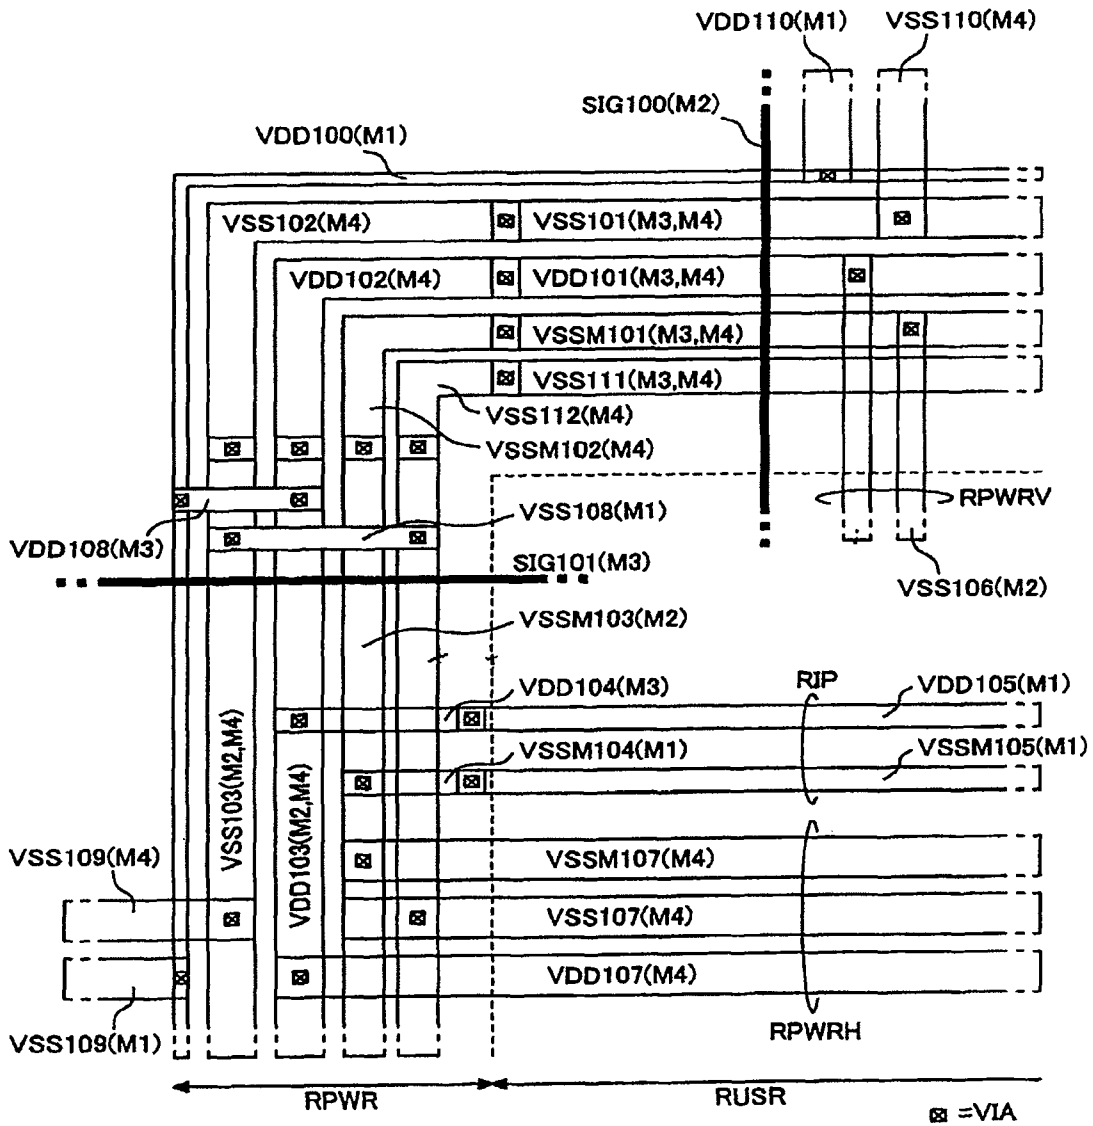 VDD110(M1)
VSS110(M4)
SIG100(M2)
VDD100(M1)
VSS102(M4)
VSS101(M3,M4)
VDD102(M4)
VDD101(M3,M4)
VSSM101(M3,M4)
VSS111(M3,M4)
VSS112(M4)
VSSM102(M4)
RPWRV
VSS108(M1)
VDD108(M3)
SIG101(M3)
VSS106(M2)
VSSM103(M2)
RIP
VDD104(M3)
VDD105(M1)
VSSM104(M1)
VSSM105(M1)
VSS103(M2,M4)
VDD103(M2,M4)
VSS109(M4)
VSSM107(M4)
VSS107(M4)
VDD107(M4)
VSS109(M1)
RPWRH
RPWR
RUSR
=VIA